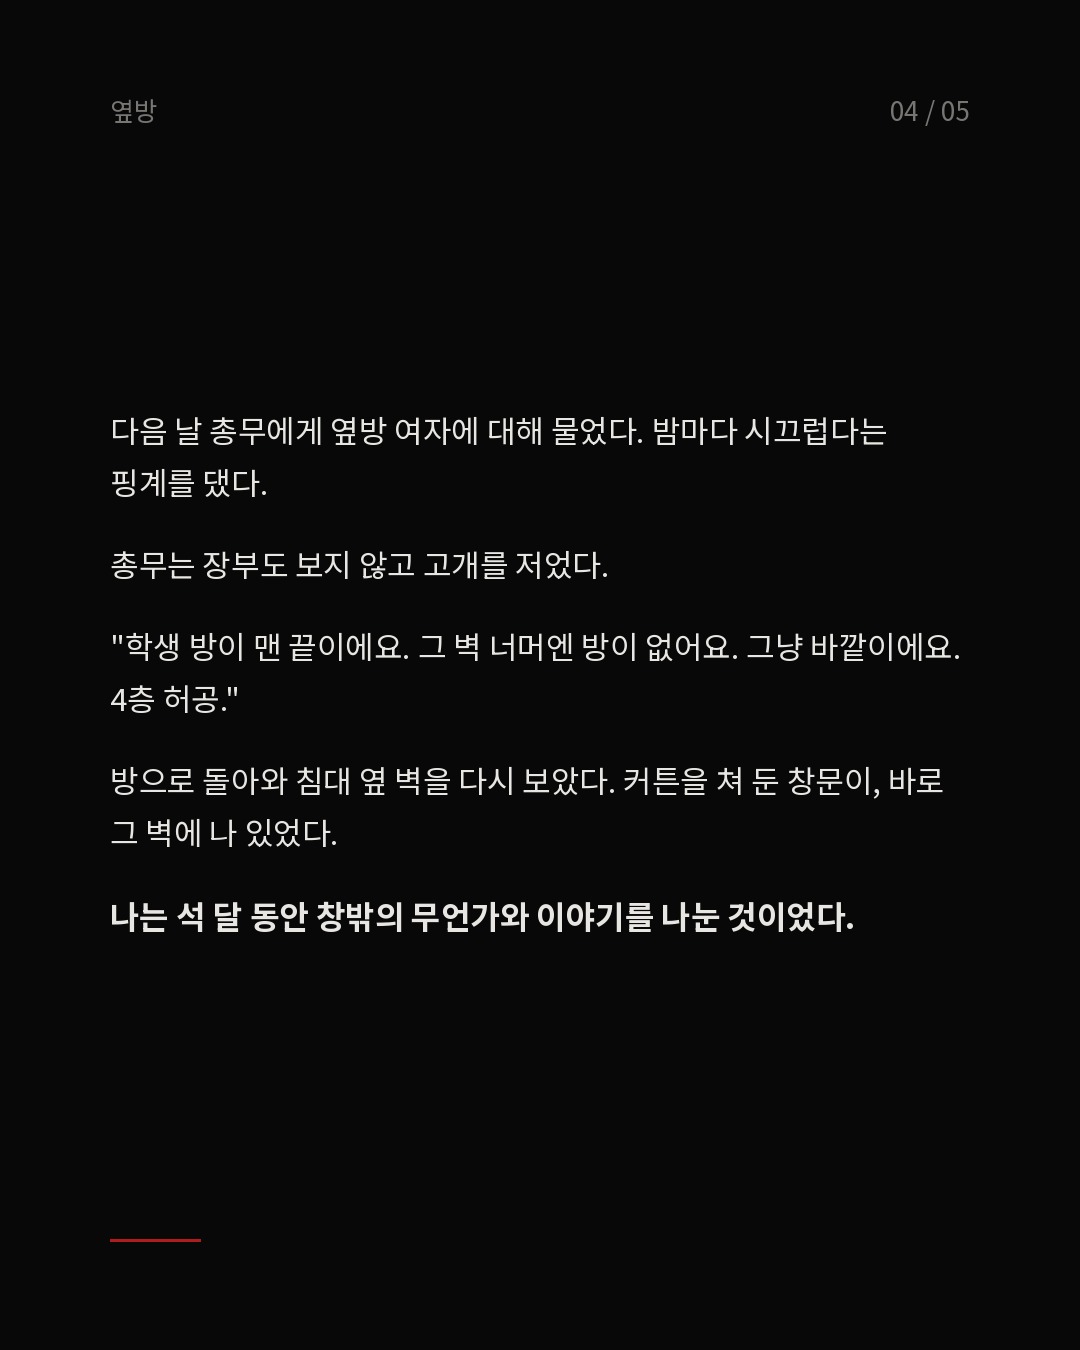 옆방
04 / 05
다음 날 총무에게 옆방 여자에 대해 물었다. 밤마다 시끄럽다는
핑계를 댔다.
총무는 장부도 보지 않고 고개를 저었다.
"학생 방이 맨 끝이에요. 그 벽 너머엔 방이 없어요. 그냥 바깥이에요.
4층 허공."
방으로 돌아와 침대 옆 벽을 다시 보았다. 커튼을 쳐 둔 창문이, 바로
그 벽에 나 있었다.
나는 석 달 동안 창밖의 무언가와 이야기를 나눈 것이었다.